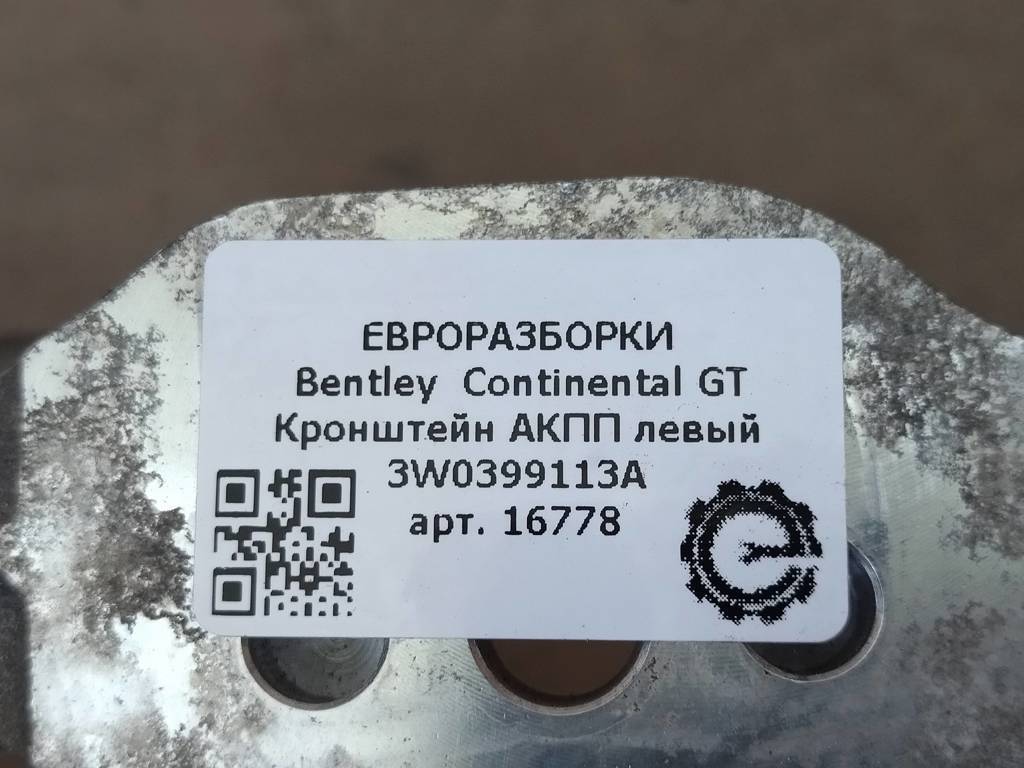 ЕВРОРАЗБОРКИ
Bentley Continental GT
Кронштейн АКПП левый
3W0399113A
арт. 16778